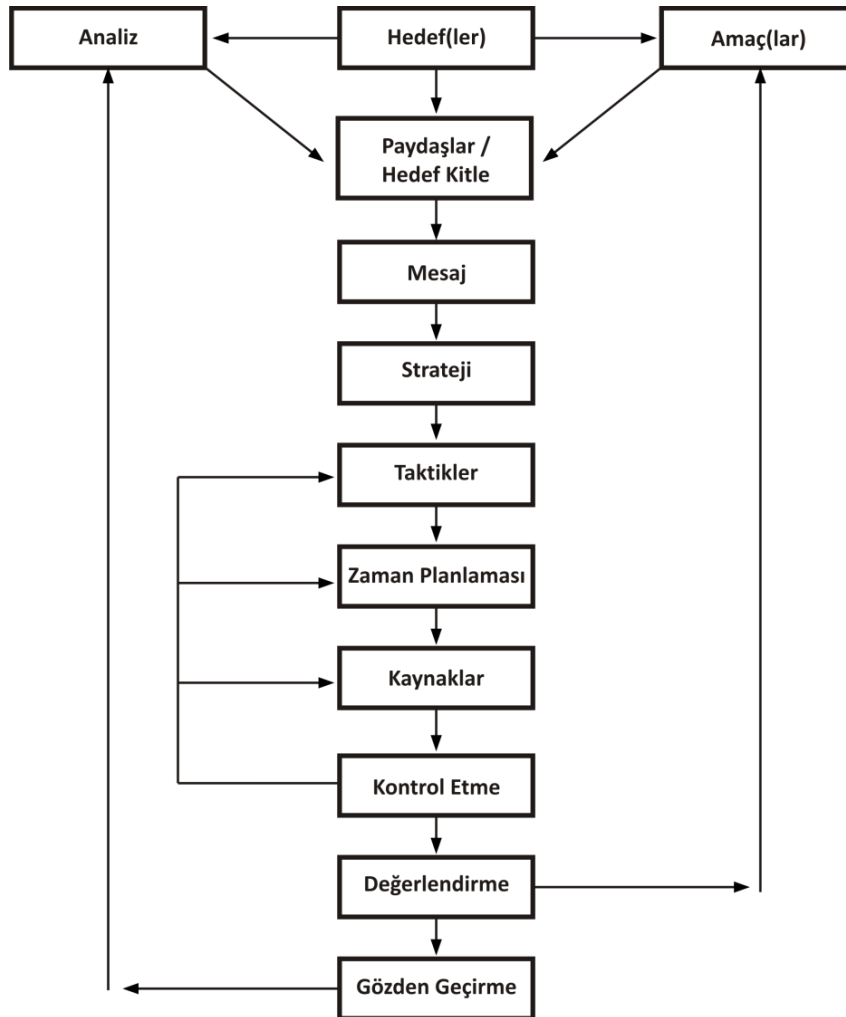 Analiz
Hedef(ler)
Amaç(lar)
Paydaşlar /
Hedef Kitle
Mesaj
Strateji
Taktikler
Zaman Planlaması
Kaynaklar
Kontrol Etme
Değerlendirme
Gözden Geçirme